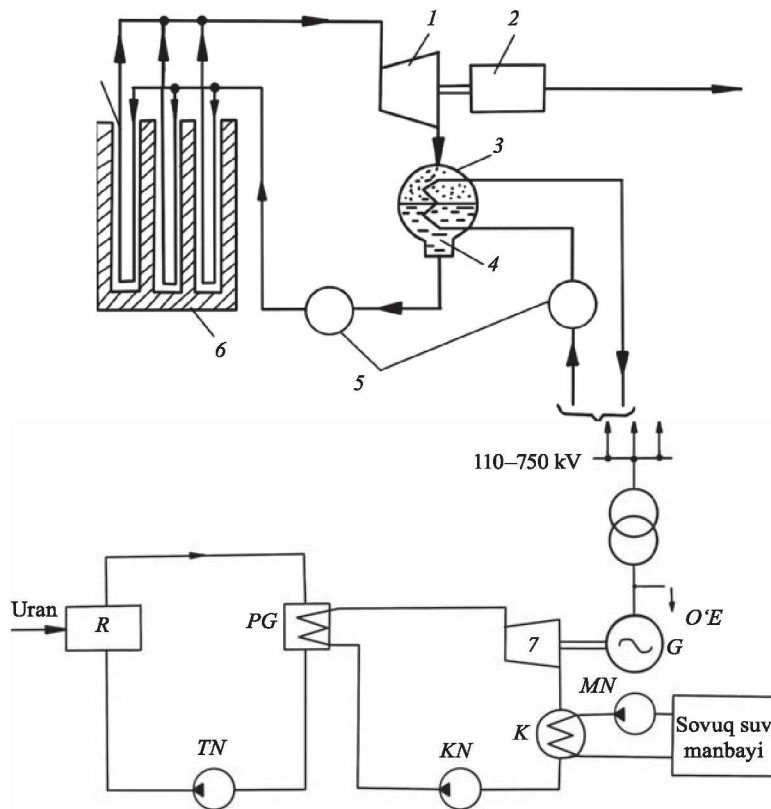 1
2
3
4
5
6
110–750 kV
Uran
R
PG
7
O‘E
G
MN
TN
KN
K
Sovuq suv
manbayi